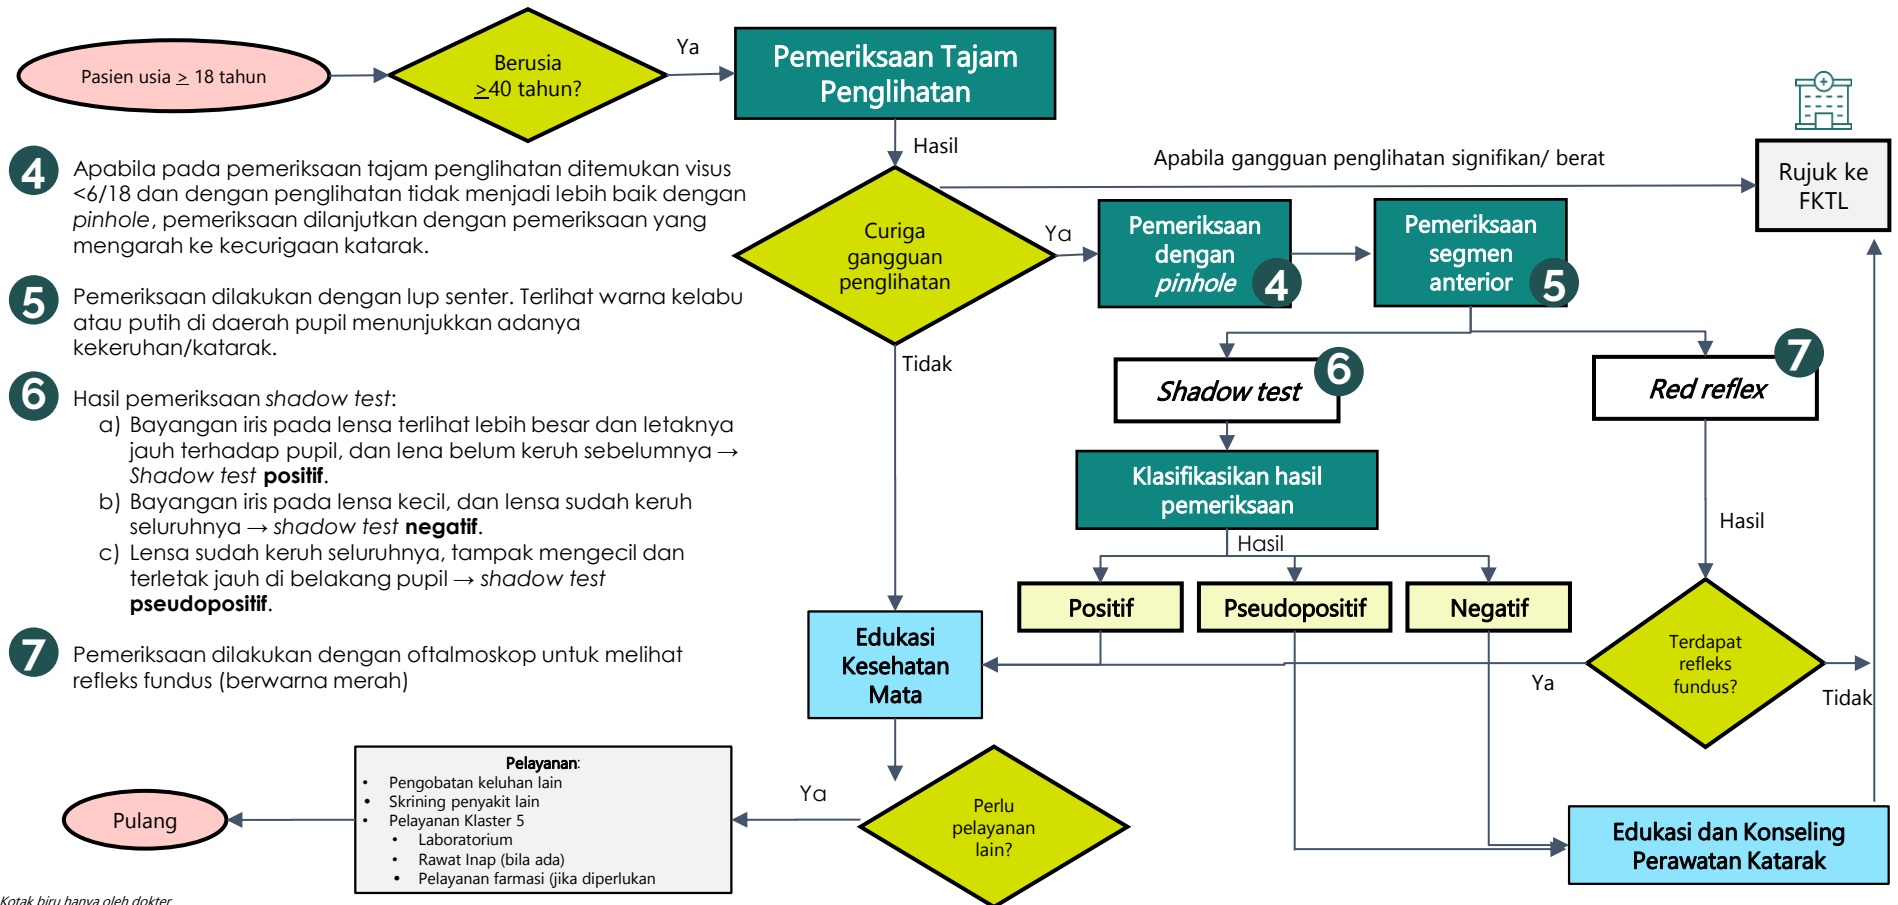 Pasien usia ≥ 18 tahun
Berusia
≥40 tahun?
Ya
Pemeriksaan Tajam
Penglihatan
Hasil
Apabila gangguan penglihatan signifikan/ berat
Rujuk ke
FKTL
4
Apabila pada pemeriksaan tajam penglihatan ditemukan visus
<6/18 dan dengan penglihatan tidak menjadi lebih baik dengan
pinhole, pemeriksaan dilanjutkan dengan pemeriksaan yang
mengarah ke kecurigaan katarak.
5
Pemeriksaan dilakukan dengan lup senter. Terlihat warna kelabu
atau putih di daerah pupil menunjukkan adanya
kekeruhan/katarak.
6
Hasil pemeriksaan shadow test:
a) Bayangan iris pada lensa terlihat lebih besar dan letaknya
jauh terhadap pupil, dan lena belum keruh sebelumnya →
Shadow test positif.
b) Bayangan iris pada lensa kecil, dan lensa sudah keruh
seluruhnya → shadow test negatif.
c) Lensa sudah keruh seluruhnya, tampak mengecil dan
terletak jauh di belakang pupil → shadow test
pseudopositif.
7
Pemeriksaan dilakukan dengan oftalmoskop untuk melihat
refleks fundus (berwarna merah)
Curiga
gangguan
penglihatan
Ya
Pemeriksaan
dengan
pinhole
4
Pemeriksaan
segmen
anterior
5
Tidak
Shadow test
6
Red reflex
7
Klasifikasikan hasil
pemeriksaan
Hasil
Hasil
Positif
Pseudopositif
Negatif
Terdapat
refleks
fundus?
Ya
Tidak
Edukasi
Kesehatan
Mata
Edukasi dan Konseling
Perawatan Katarak
Perlu
pelayanan
lain?
Ya
Pelayanan:
• Pengobatan keluhan lain
• Skrining penyakit lain
• Pelayanan Klaster 5
• Laboratorium
• Rawat Inap (bila ada)
• Pelayanan farmasi (jika diperlukan
Pulang
Kotak biru hanya oleh dokter